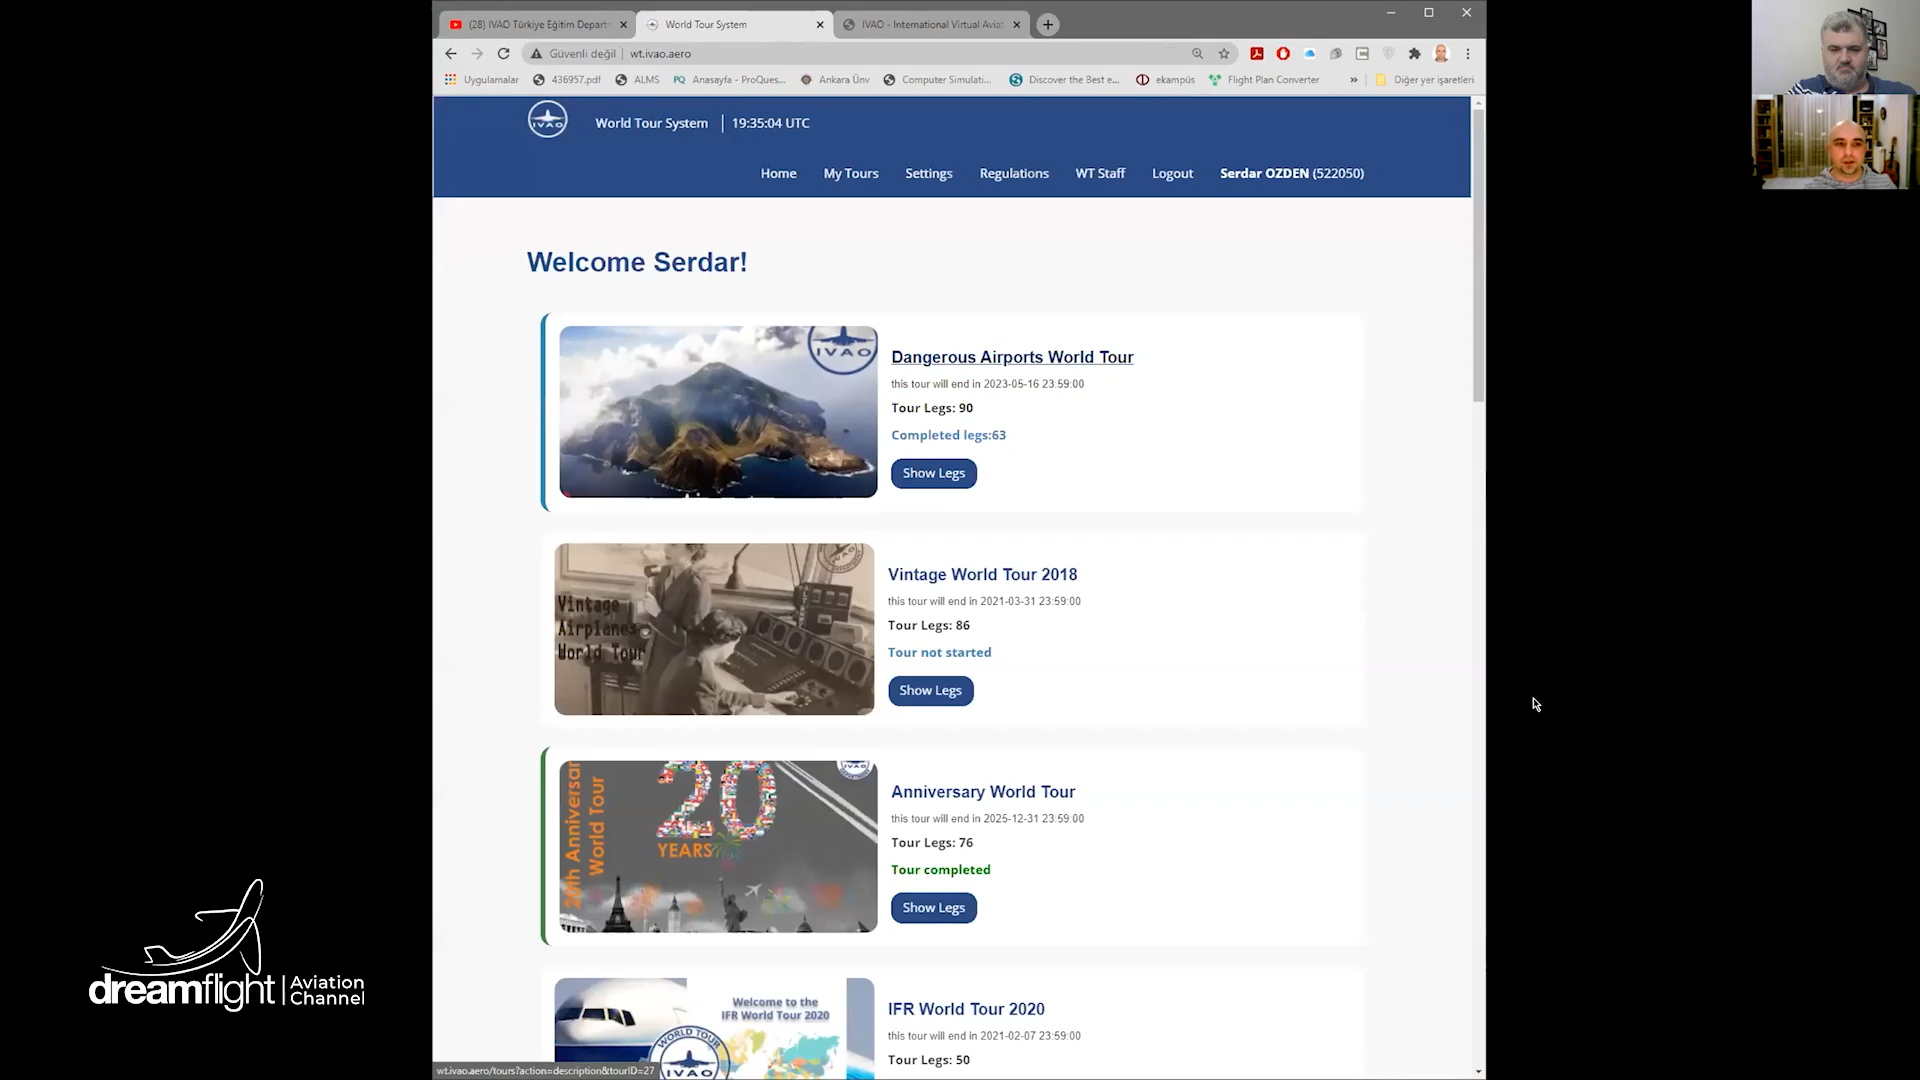 (28) IVAO Türkiye Eğitim Depart
World Tour System
IVAO - International Virtual Aviat
Güvenli değil
wt.ivao.aero
Uygulamalar
436957.pdf
ALMS
PQ
Anasayfa - ProQues...
Ankara Ünv
Computer Simulati...
Discover the Best e...
ekampüs
Flight Plan Converter
»
Diğer yer işaretleri
IVAO
World Tour System
19:35:04 UTC
Home
My Tours
Settings
Regulations
WT Staff
Logout
Serdar OZDEN (522050)
Welcome Serdar!
IVAO
Dangerous Airports World Tour
this tour will end in 2023-05-16 23:59:00
Tour Legs: 90
Completed legs:63
Show Legs
Vintage
Airplanes
World Tour
Vintage World Tour 2018
this tour will end in 2021-03-31 23:59:00
Tour Legs: 86
Tour not started
Show Legs
20th Anniversar
World Tour
20
YEARS
Anniversary World Tour
this tour will end in 2025-12-31 23:59:00
Tour Legs: 76
Tour completed
Show Legs
Welcome to the
IFR World Tour 2020
WORLD TOUR
IVAO
IFR World Tour 2020
this tour will end in 2021-02-07 23:59:00
Tour Legs: 50
wt.ivao.aero/tours?action=description&tourID=27
dreamflight
Aviation
Channel